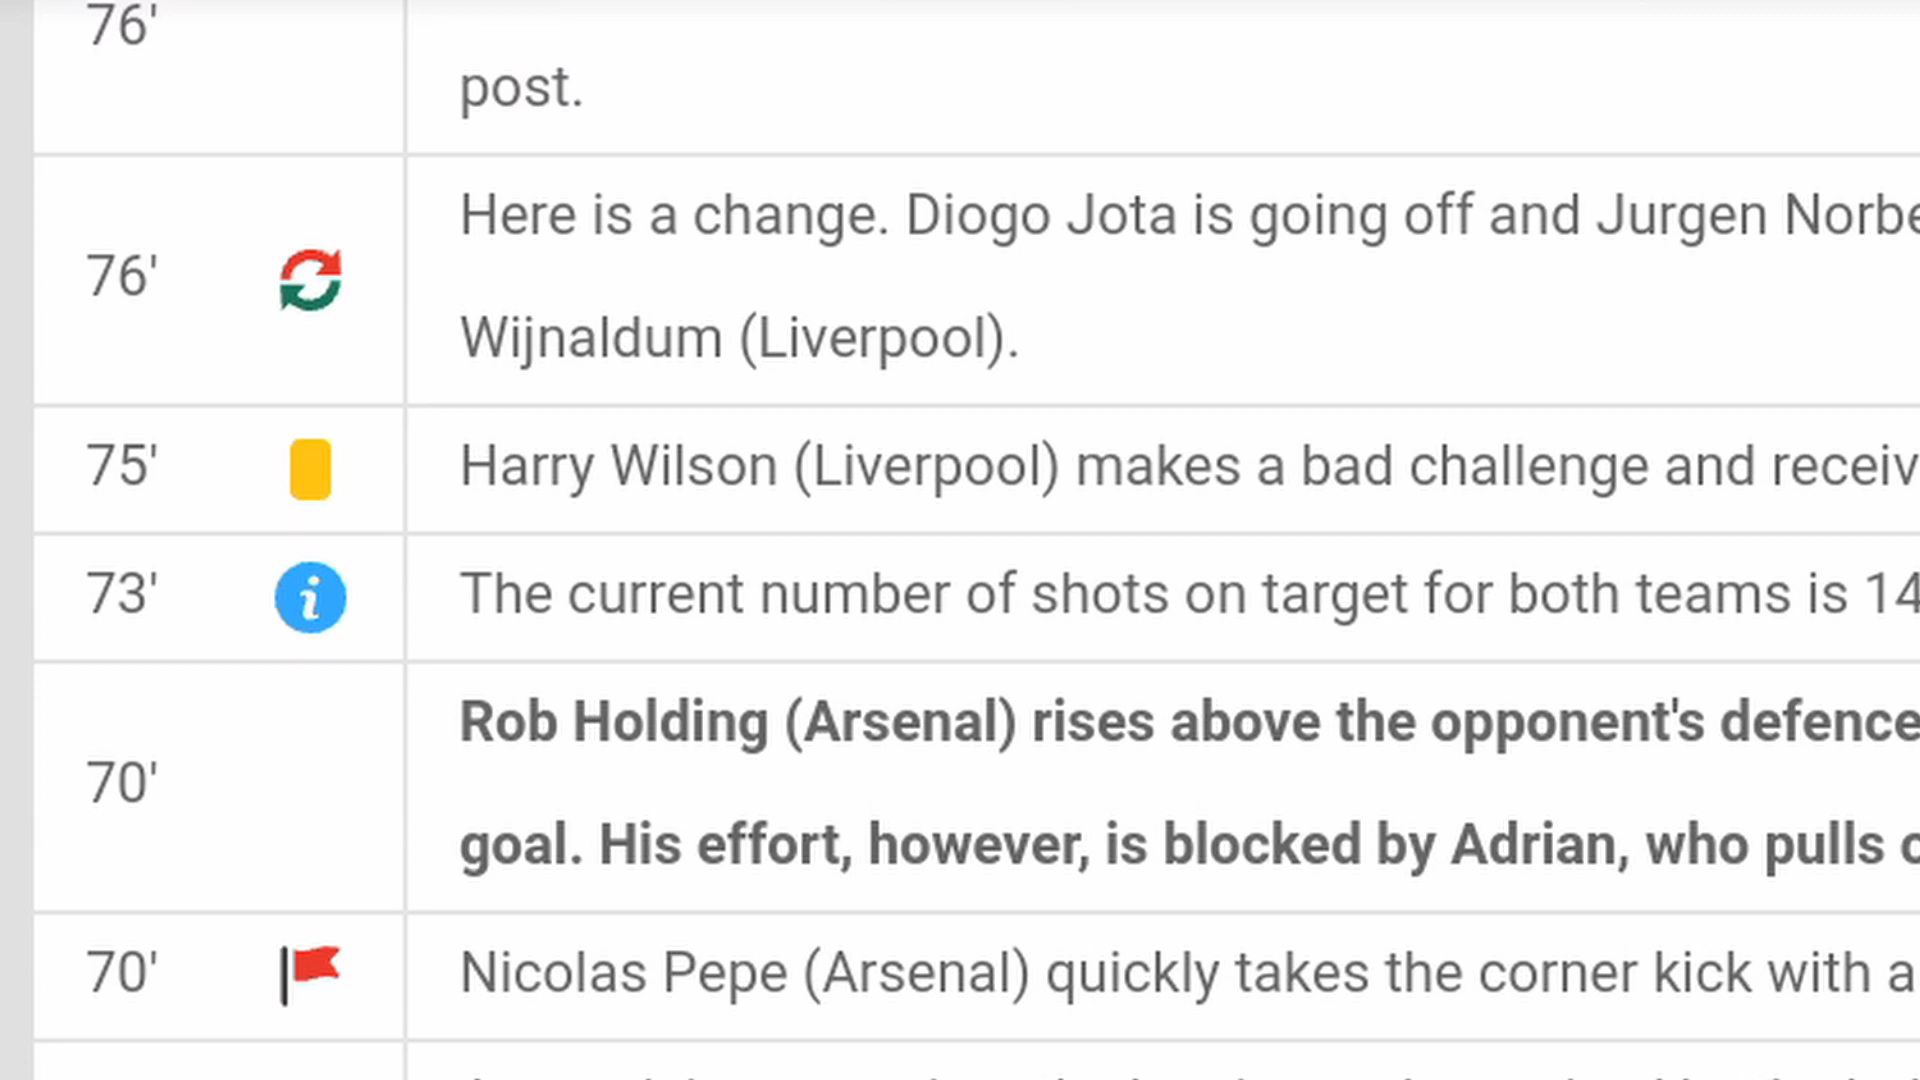 76'
post.
Here is a change. Diogo Jota is going off and Jurgen
76'
Wijnaldum (Liverpool).
75' Harry Wilson (Liverpool) makes a bad challenge and
73' The current number of shots on target for both teams is 14
Rob Holding (Arsenal) rises above the opponent's defence
70'
goal. His effort, however, is blocked by Adrian, who pulls
70' Nicolas Pepe (Arsenal) quickly takes the corner kick with a